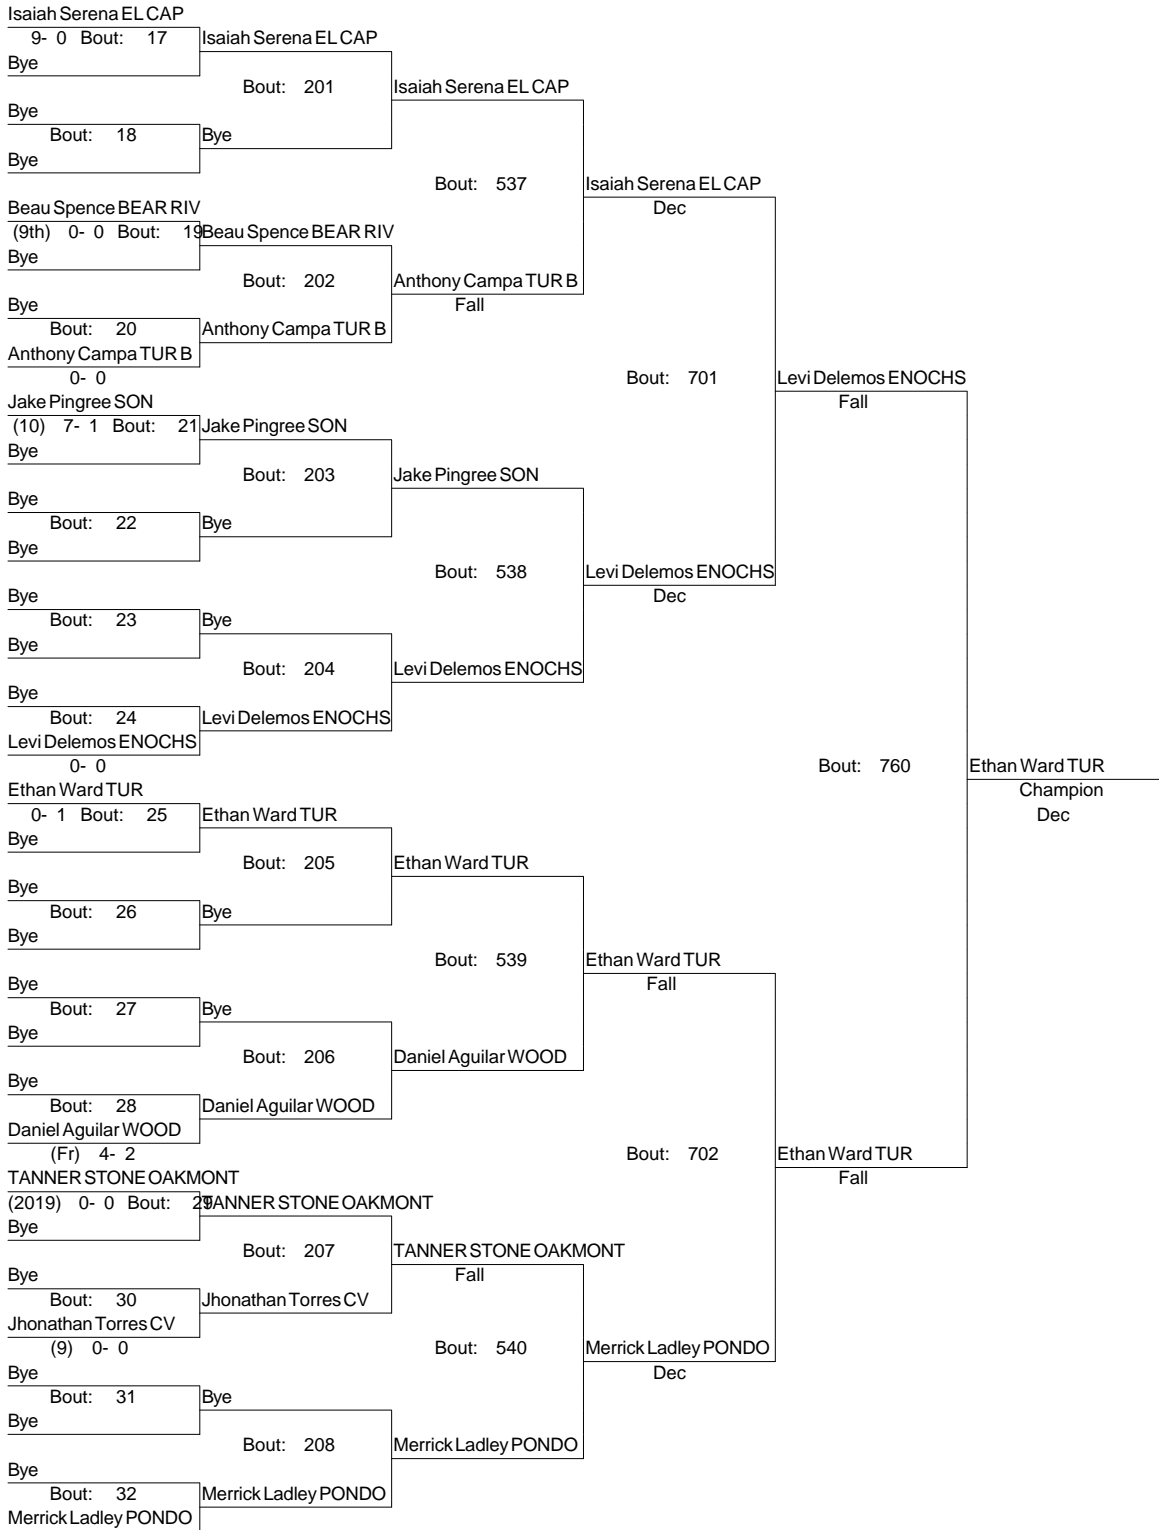 Isaiah Serena EL CAP
9- 0 Bout: 17 Isaiah Serena EL CAP
Bye
Bout: 201 Isaiah Serena EL CAP
Bye
Bout: 18 Bye
Bye
Bout: 537 Isaiah Serena EL CAP
Beau Spence BEAR RIV Dec
(9th) 0- 0 Bout: 19 Beau Spence BEAR RIV
Bye
Bout: 202 Anthony Campa TUR B
Bye Fall
Bout: 20 Anthony Campa TUR B
Anthony Campa TUR B
0- 0 Bout: 701 Levi Delemos ENOCHS
Jake Pingree SON Fall
(10) 7- 1 Bout: 21 Jake Pingree SON
Bye
Bout: 203 Jake Pingree SON
Bye
Bout: 22 Bye
Bye
Bout: 538 Levi Delemos ENOCHS
Bye Dec
Bout: 23 Bye
Bye
Bout: 204 Levi Delemos ENOCHS
Bye
Bout: 24 Levi Delemos ENOCHS
Levi Delemos ENOCHS
0- 0 Bout: 760 Ethan Ward TUR
Ethan Ward TUR Champion
0- 1 Bout: 25 Ethan Ward TUR Dec
Bye
Bout: 205 Ethan Ward TUR
Bye
Bout: 26 Bye
Bye
Bout: 539 Ethan Ward TUR
Bye Fall
Bout: 27 Bye
Bye
Bout: 206 Daniel Aguilar WOOD
Bye
Bout: 28 Daniel Aguilar WOOD
Daniel Aguilar WOOD
(Fr) 4- 2 Bout: 702 Ethan Ward TUR
TANNER STONE OAKMONT Fall
(2019) 0- 0 Bout: 29 TANNER STONE OAKMONT
Bye
Bout: 207 TANNER STONE OAKMONT
Bye Fall
Bout: 30 Jhonathan Torres CV
Jhonathan Torres CV
(9) 0- 0 Bout: 540 Merrick Ladley PONDO
Bye Dec
Bout: 31 Bye
Bye
Bout: 208 Merrick Ladley PONDO
Bye
Bout: 32 Merrick Ladley PONDO
Merrick Ladley PONDO